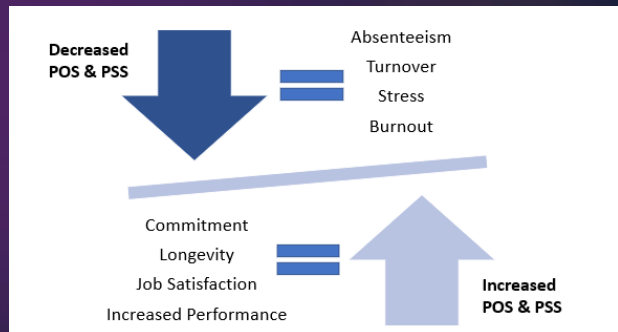 Decreased
POS & PSS
Absenteeism
Turnover
Stress
Burnout
Commitment
Longevity
Job Satisfaction
Increased Performance
Increased
POS & PSS